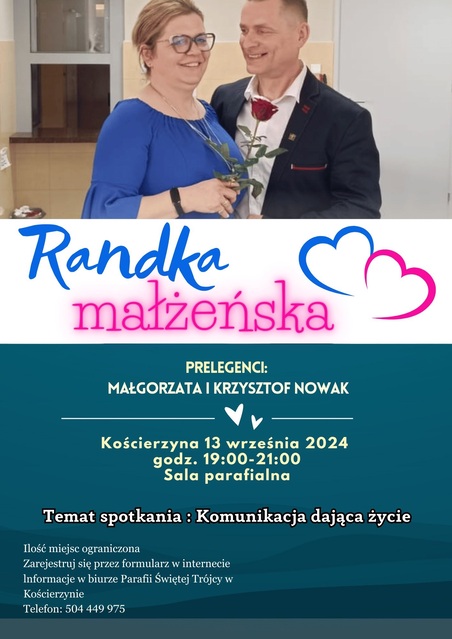 Randka
małżeńska
PRELEGENCI:
MAŁGORZATA I KRZYSZTOF NOWAK
Kościerzyna 13 września 2024
godz. 19:00-21:00
Sala parafialna
Temat spotkania : Komunikacja dająca życie
Ilość miejsc ograniczona
Zarejestruj się przez formularz w internecie
Informacje w biurze Parafii Świętej Trójcy w
Kościerzynie
Telefon: 504 449 975